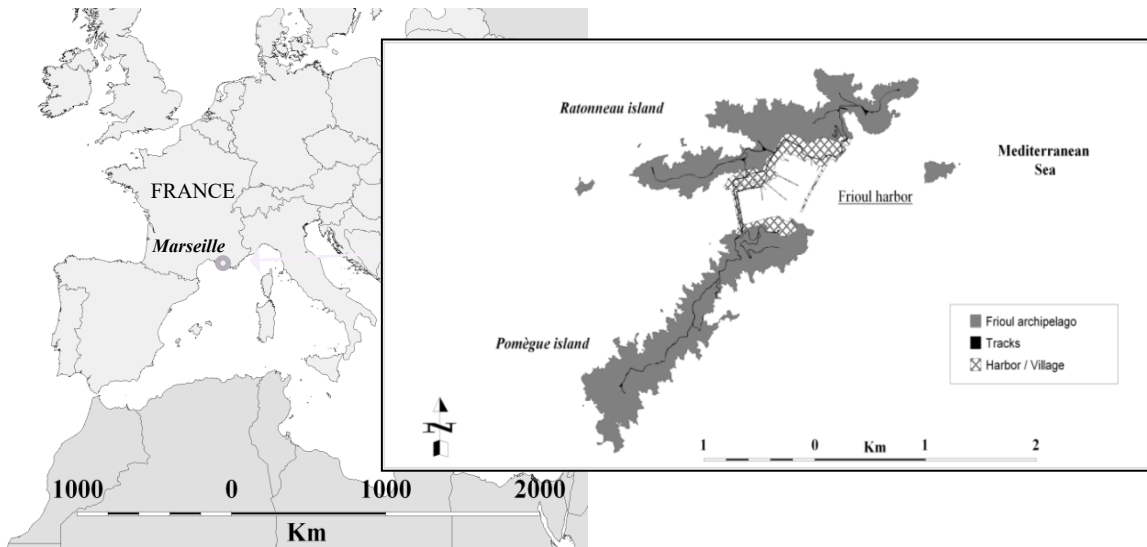 FRANCE
Marseille
1000 0 1000 2000
Km
Ratonneau island
Mediterranean
Sea
Frioul harbor
Pomègue island
Frioul archipelago
Tracks
Harbor / Village
N
1 0 1 2
Km